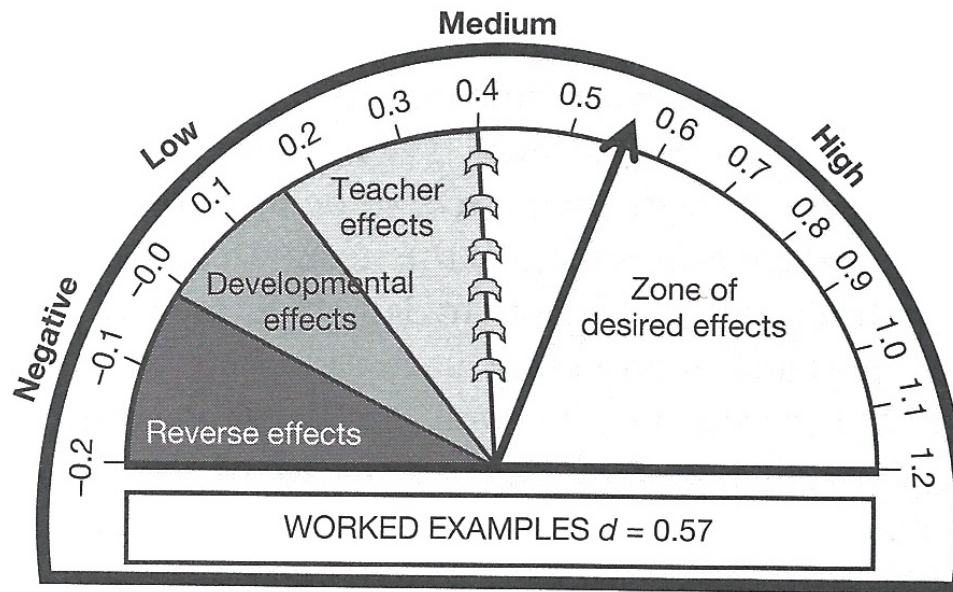 Medium
Low
High
Negative
−0.2
−0.1
−0.0
0.1
0.2
0.3
0.4
0.5
0.6
0.7
0.8
0.9
1.0
1.1
1.2
Teacher
effects
Developmental
effects
Reverse effects
Zone of
desired effects
WORKED EXAMPLES d = 0.57